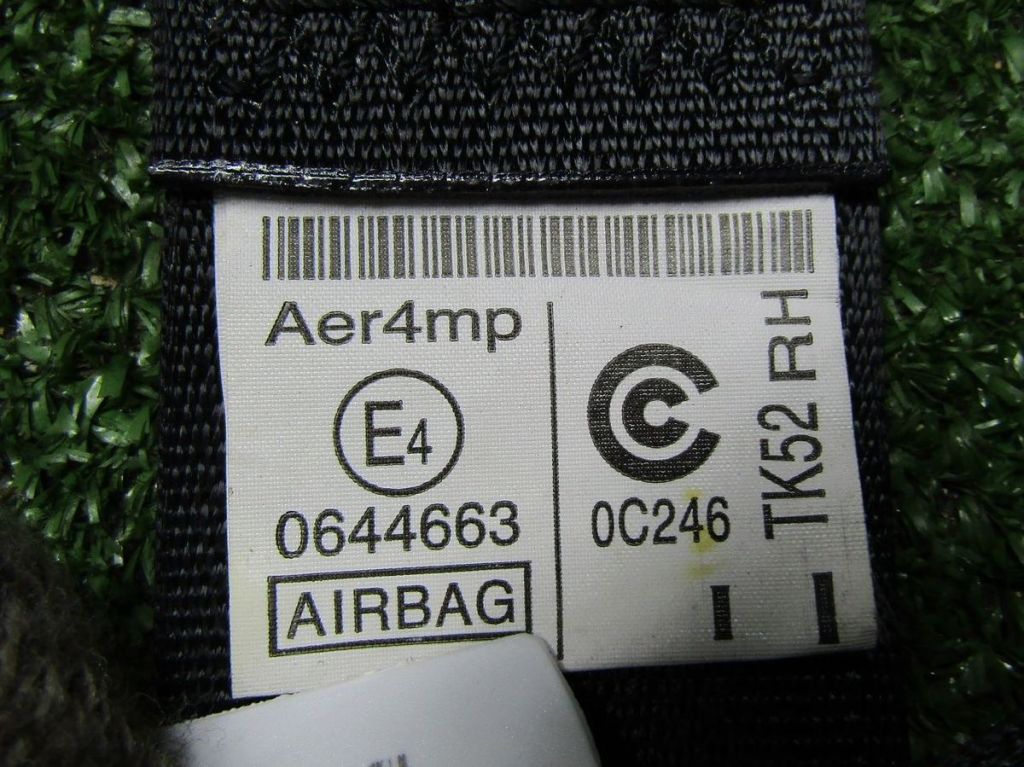 Aer4mp
E4
0644663
AIRBAG
C
0C246
TK52 RH